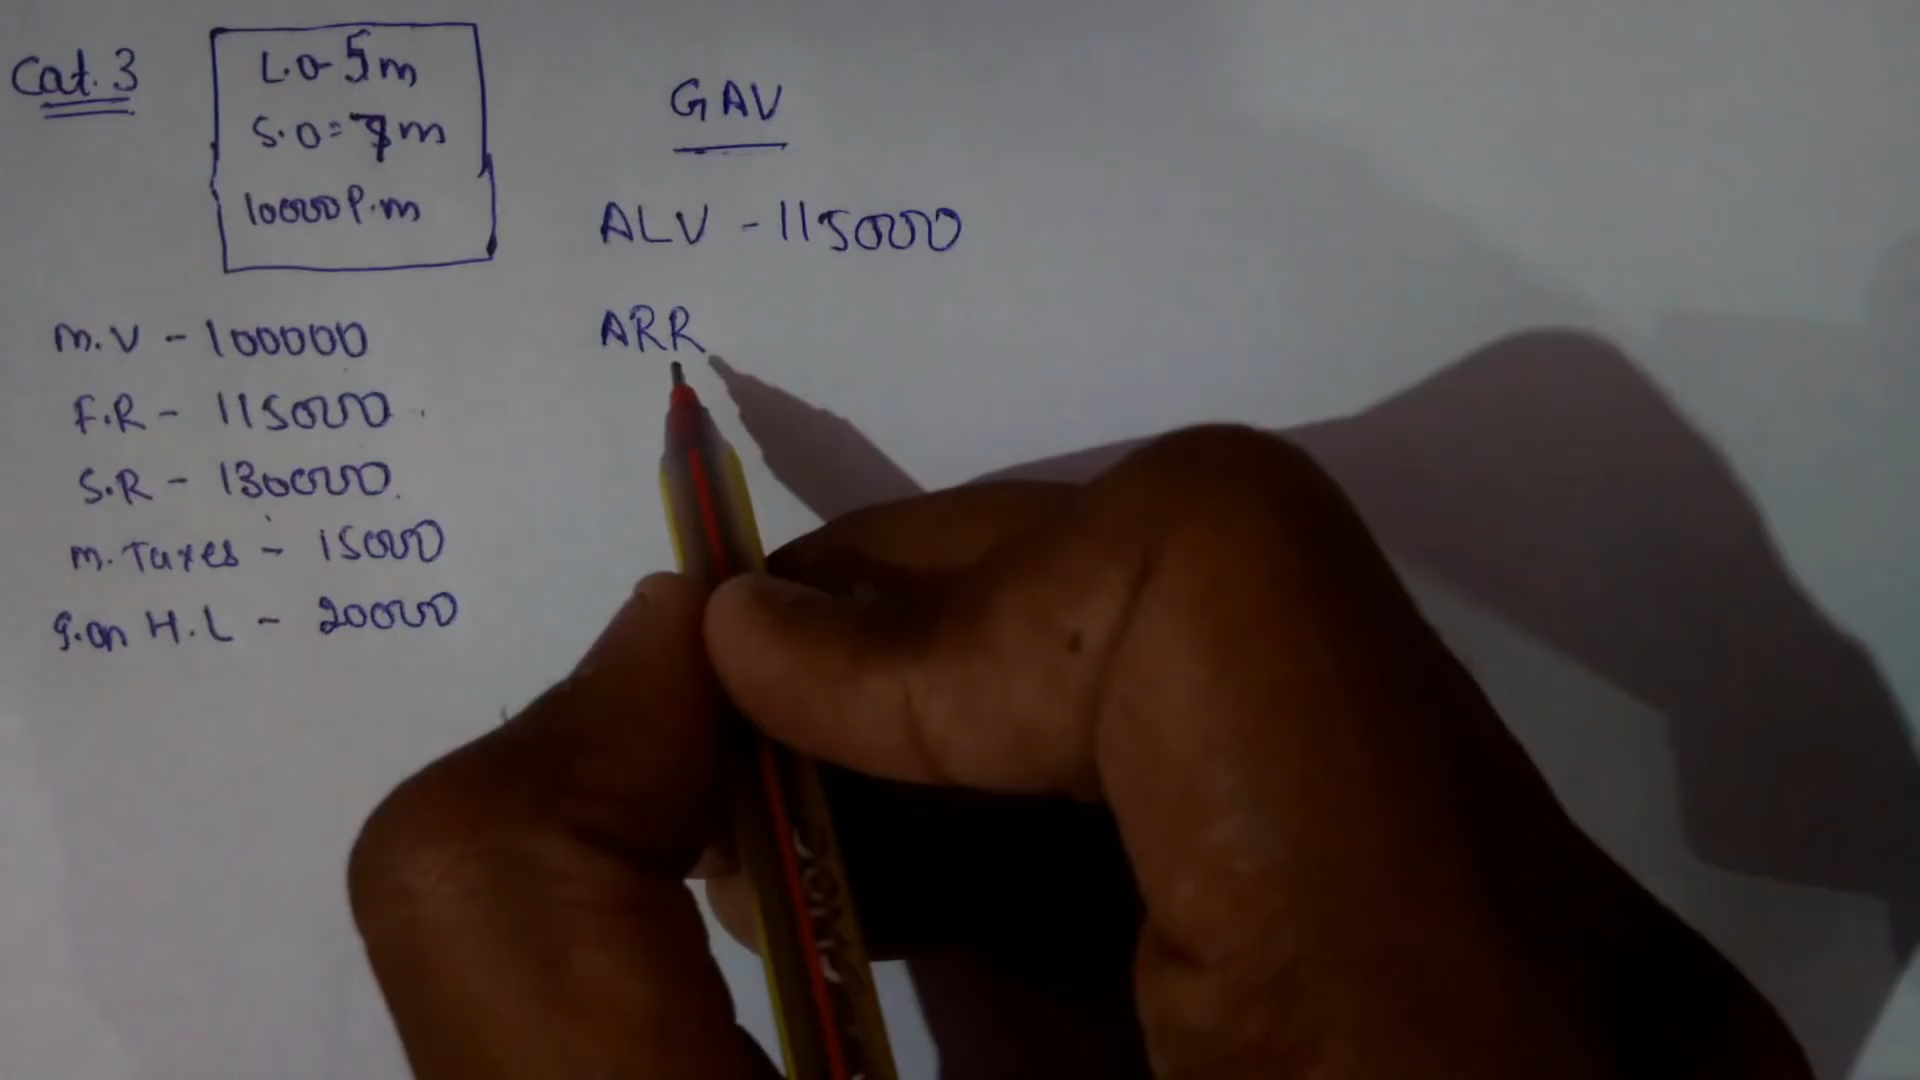 Cat. 3
L.O 5m
S.O = 7m
10000 P.m
M.V - 100000
F.R - 115000
S.R - 130000
m. Taxes - 15000
I. on H.L - 20000
GAV
ALV - 115000
ARR